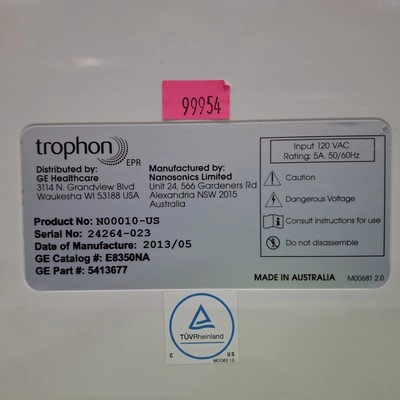 99954
trophon
EPR
Distributed by:
GE Healthcare
3114 N. Grandview Blvd
Waukesha WI 53188 USA
Manufactured by:
Nanosonics Limited
Unit 24, 566 Gardeners Rd
Alexandria NSW 2015
Australia
Input 120 VAC
Rating: 5A. 50/60Hz
Caution
Dangerous Voltage
Consult instructions for use
Do not disassemble
Product No: N00010-US
Serial No: 24264-023
Date of Manufacture: 2013/05
GE Catalog #: E8350NA
GE Part #: 5413677
MADE IN AUSTRALIA
M00681 2.0
TÜVRheinland
C US
M01063 1.0